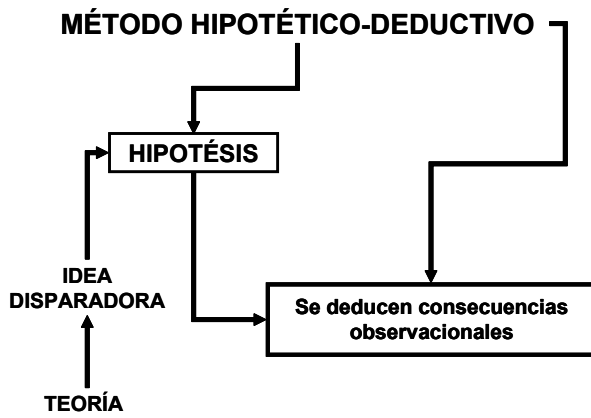 MÉTODO HIPOTÉTICO-DEDUCTIVO
HIPOTÉSIS
IDEA
DISPARADORA
Se deducen consecuencias
observacionales
TEORÍA